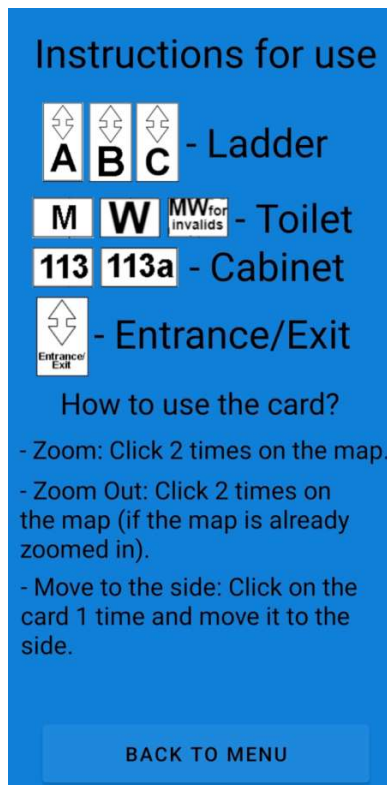 Instructions for use
A B C - Ladder
M W MW for invalids - Toilet
113 113a - Cabinet
Entrance/ Exit - Entrance/Exit
How to use the card?
- Zoom: Click 2 times on the map.
- Zoom Out: Click 2 times on
the map (if the map is already
zoomed in).
- Move to the side: Click on the
card 1 time and move it to the
side.
BACK TO MENU